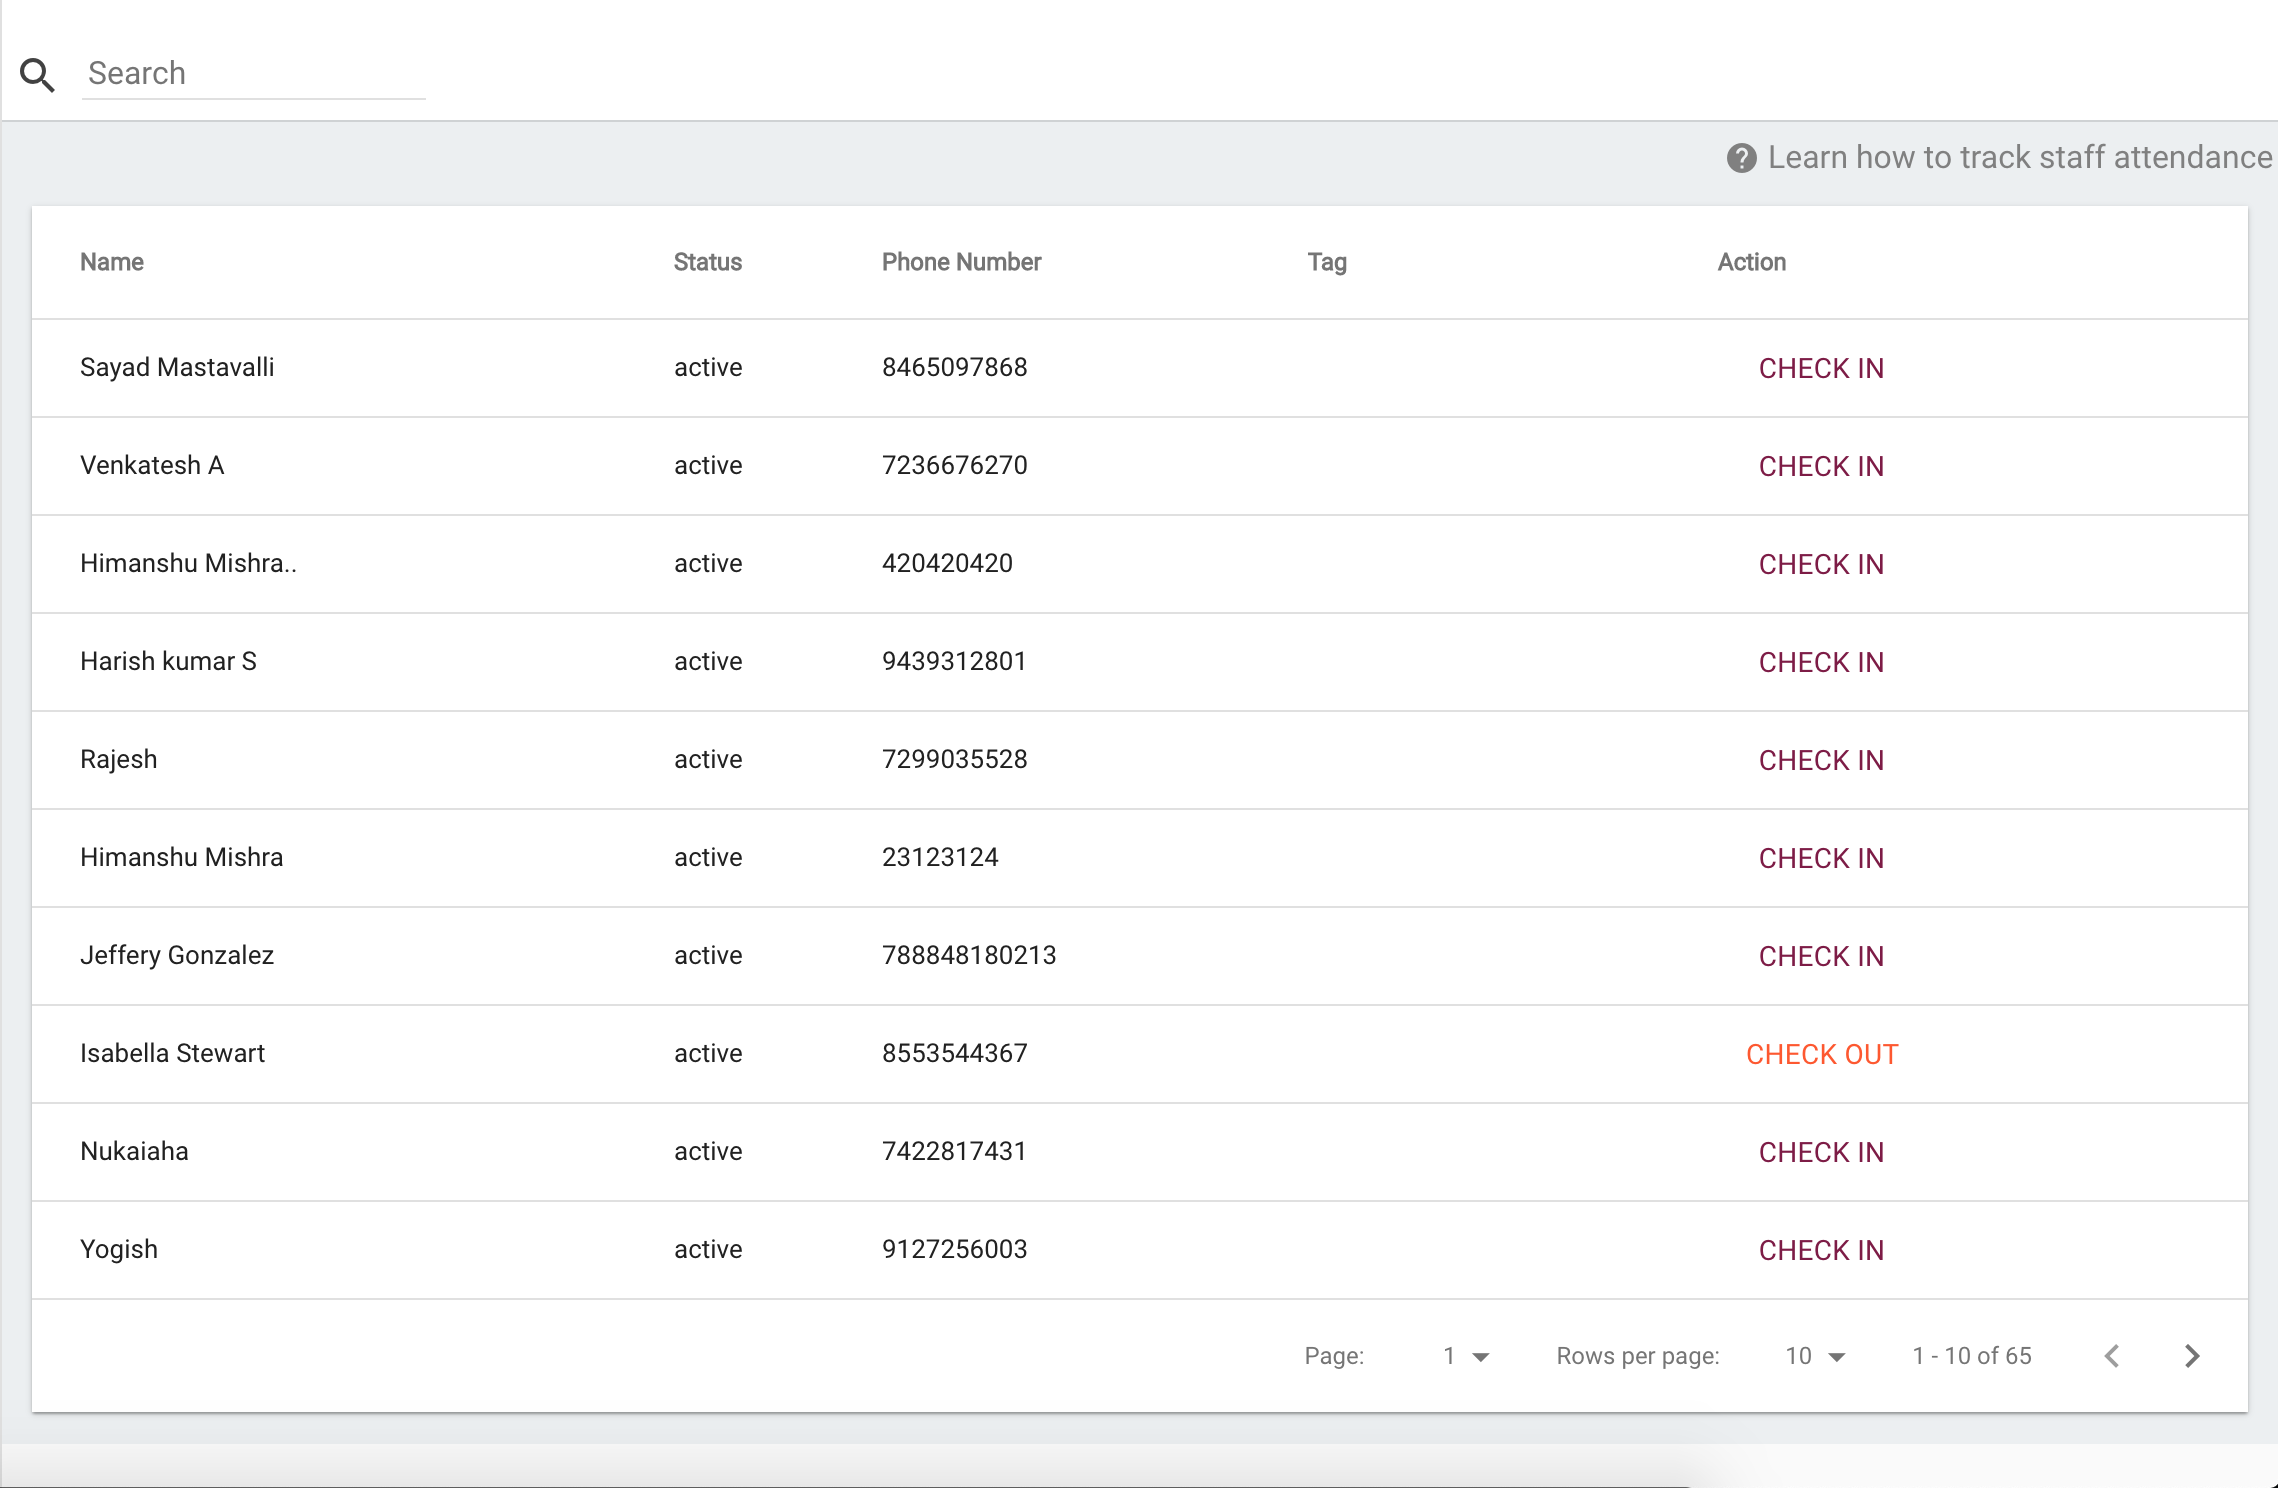 Search
Learn how to track staff attendance
Name Status Phone Number Tag Action
Sayad Mastavalli active 8465097868 CHECK IN
Venkatesh A active 7236676270 CHECK IN
Himanshu Mishra.. active 420420420 CHECK IN
Harish kumar S active 9439312801 CHECK IN
Rajesh active 7299035528 CHECK IN
Himanshu Mishra active 23123124 CHECK IN
Jeffery Gonzalez active 788848180213 CHECK IN
Isabella Stewart active 8553544367 CHECK OUT
Nukaiaha active 7422817431 CHECK IN
Yogish active 9127256003 CHECK IN
Page: 1 Rows per page: 10 1 - 10 of 65